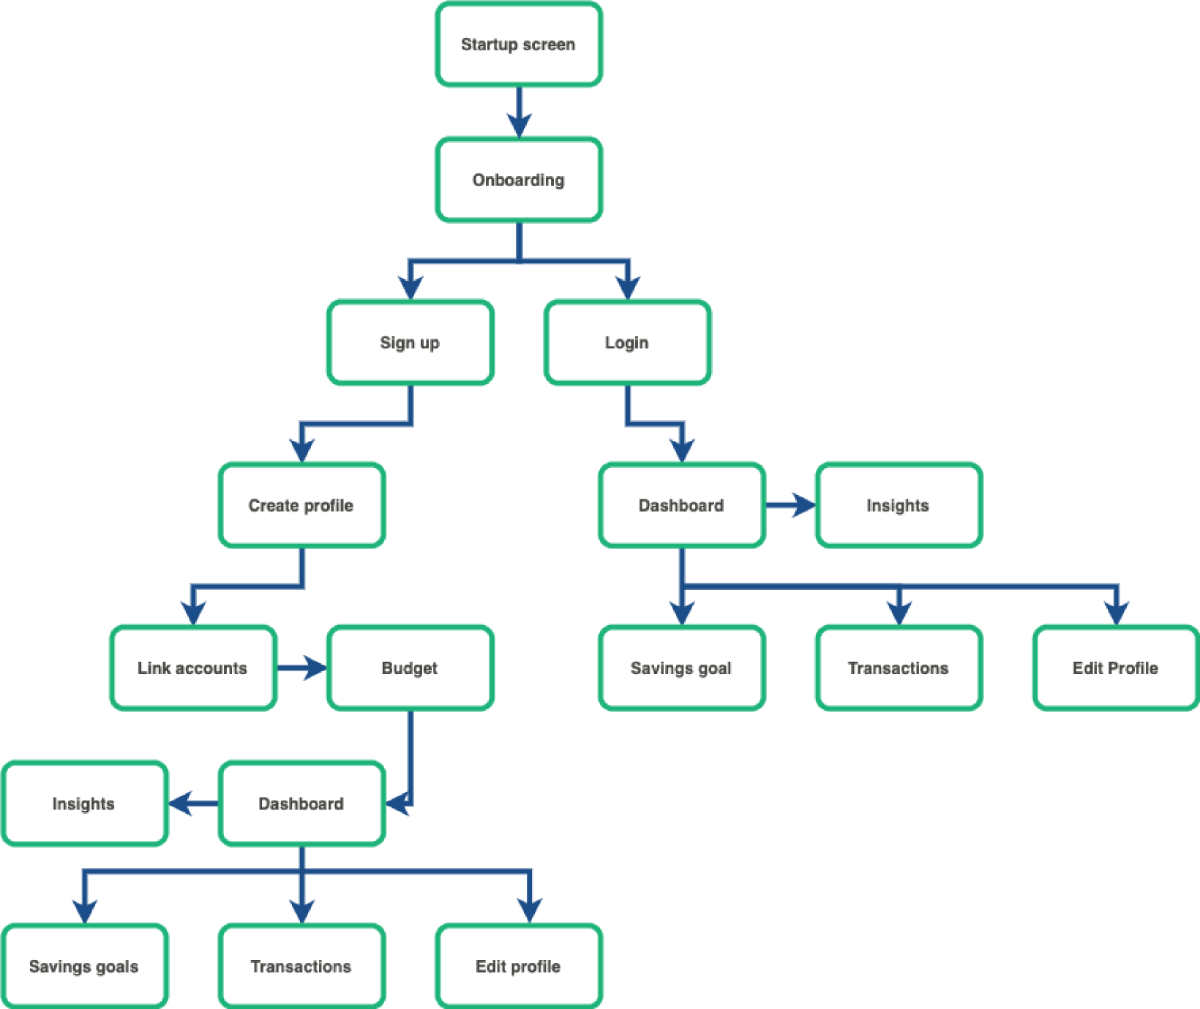 Startup screen
Onboarding
Sign up
Login
Create profile
Dashboard
Insights
Link accounts
Budget
Savings goal
Transactions
Edit Profile
Insights
Dashboard
Savings goals
Transactions
Edit profile